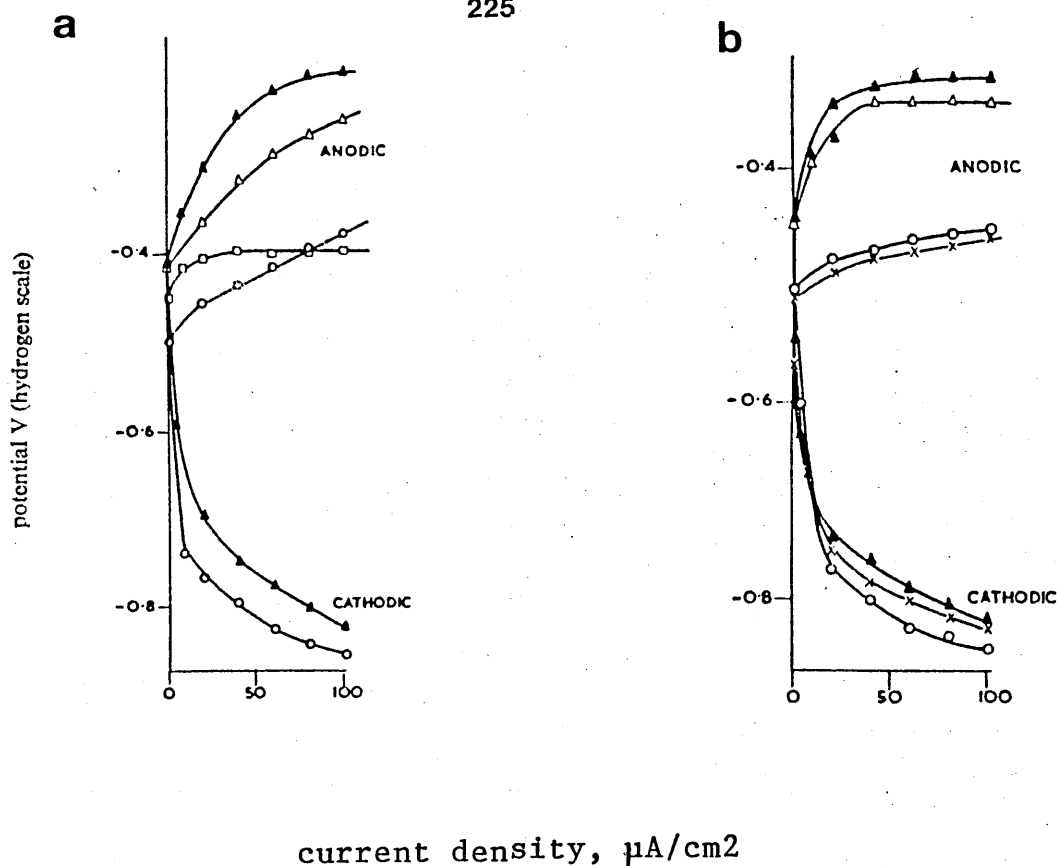 225
a
ANODIC
-0·4
-0·6
-0·8
CATHODIC
0 50 100
potential V (hydrogen scale)
b
-0·4
ANODIC
-0·6
-0·8
CATHODIC
0 50 100
current density, µA/cm2